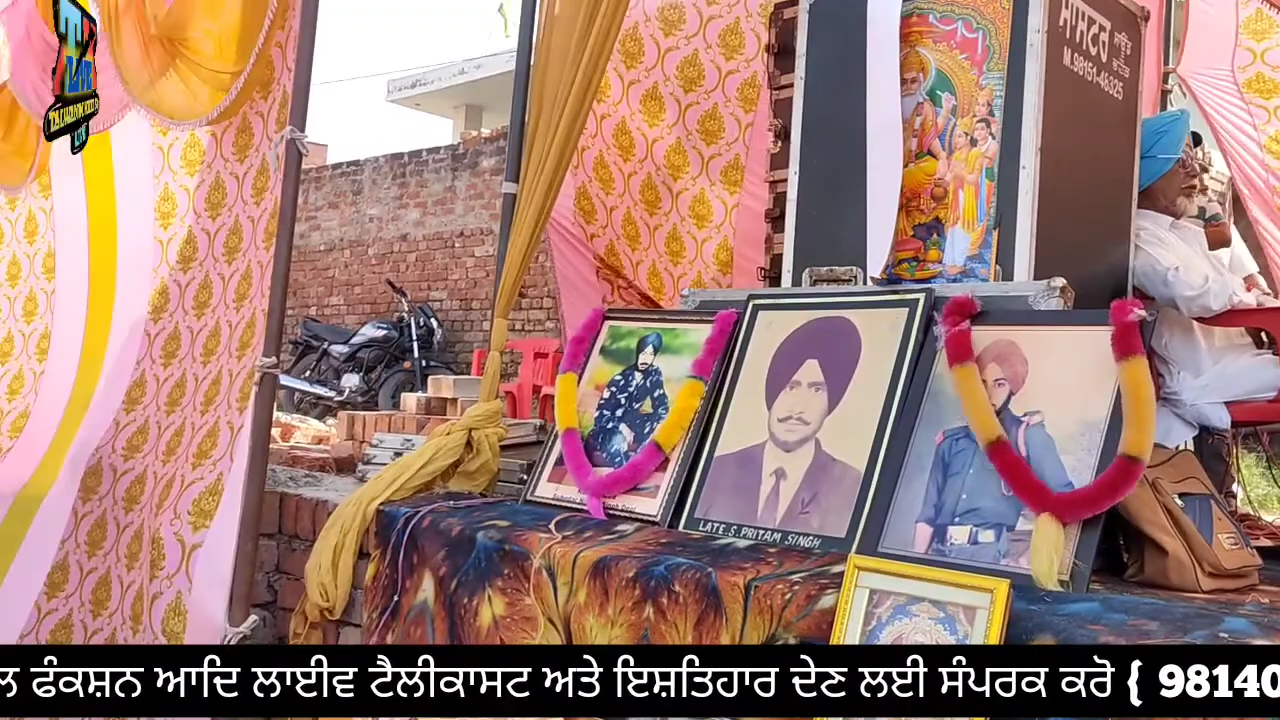 ਮਾਸਟਰ ਸਾਊਂਡ
M.98151-46325
LATE.S.PRITAM SINGH
ਲ ਫੰਕਸ਼ਨ ਆਦਿ ਲਾਈਵ ਟੈਲੀਕਾਸਟ ਅਤੇ ਇਸ਼ਤਿਹਾਰ ਦੇਣ ਲਈ ਸੰਪਰਕ ਕਰੋ { 98140